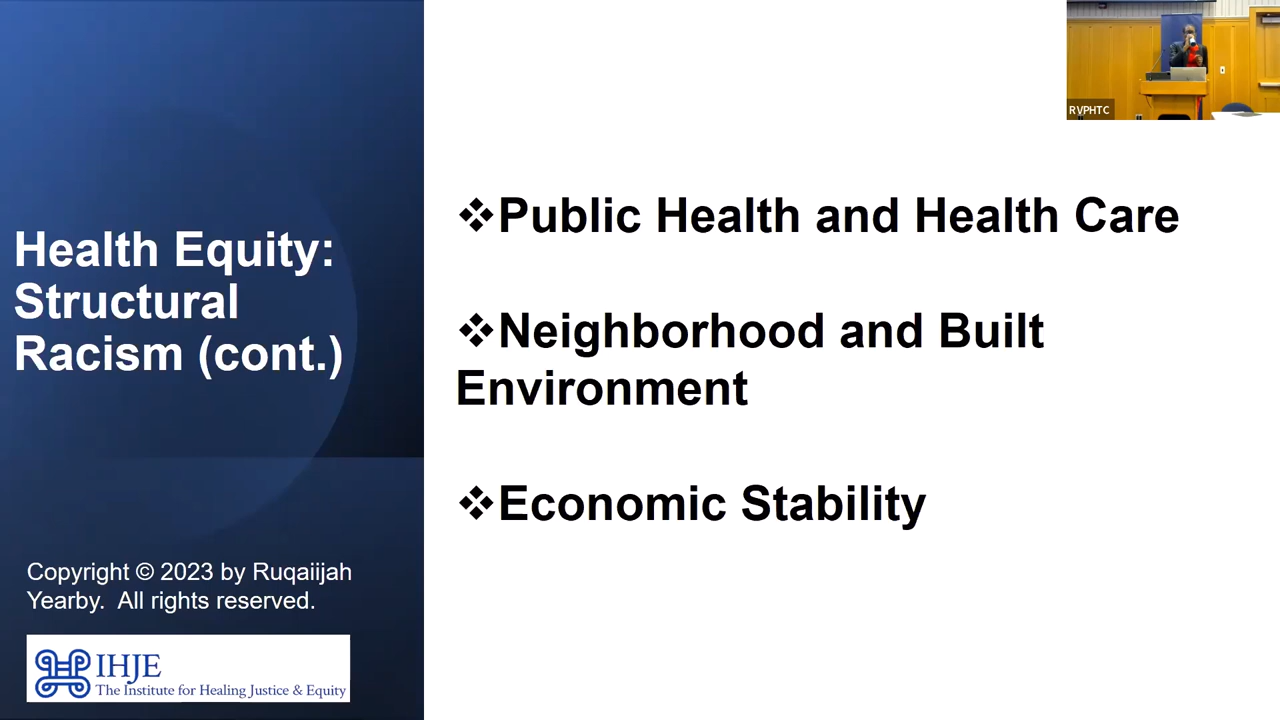 Health Equity:
Structural
Racism (cont.)
❖Public Health and Health Care
❖Neighborhood and Built
Environment
❖Economic Stability
Copyright © 2023 by Ruqaiijah
Yearby.  All rights reserved.
IHJE
The Institute for Healing Justice & Equity
RVPHTC